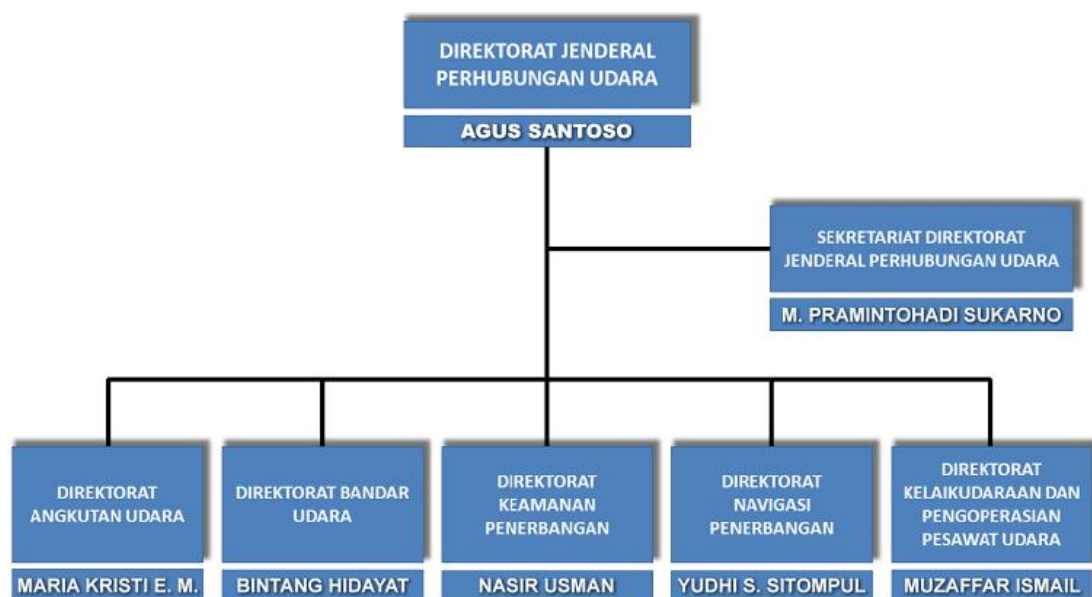 DIREKTORAT JENDERAL
PERHUBUNGAN UDARA
AGUS SANTOSO
SEKRETARIAT DIREKTORAT
JENDERAL PERHUBUNGAN UDARA
M. PRAMINTOHADI SUKARNO
DIREKTORAT
ANGKUTAN UDARA
MARIA KRISTI E. M.
DIREKTORAT BANDAR
UDARA
BINTANG HIDAYAT
DIREKTORAT
KEAMANAN
PENERBANGAN
NASIR USMAN
DIREKTORAT
NAVIGASI
PENERBANGAN
YUDHI S. SITOMPUL
DIREKTORAT
KELAIKUDARAAN DAN
PENGOPERASIAN
PESAWAT UDARA
MUZAFFAR ISMAIL